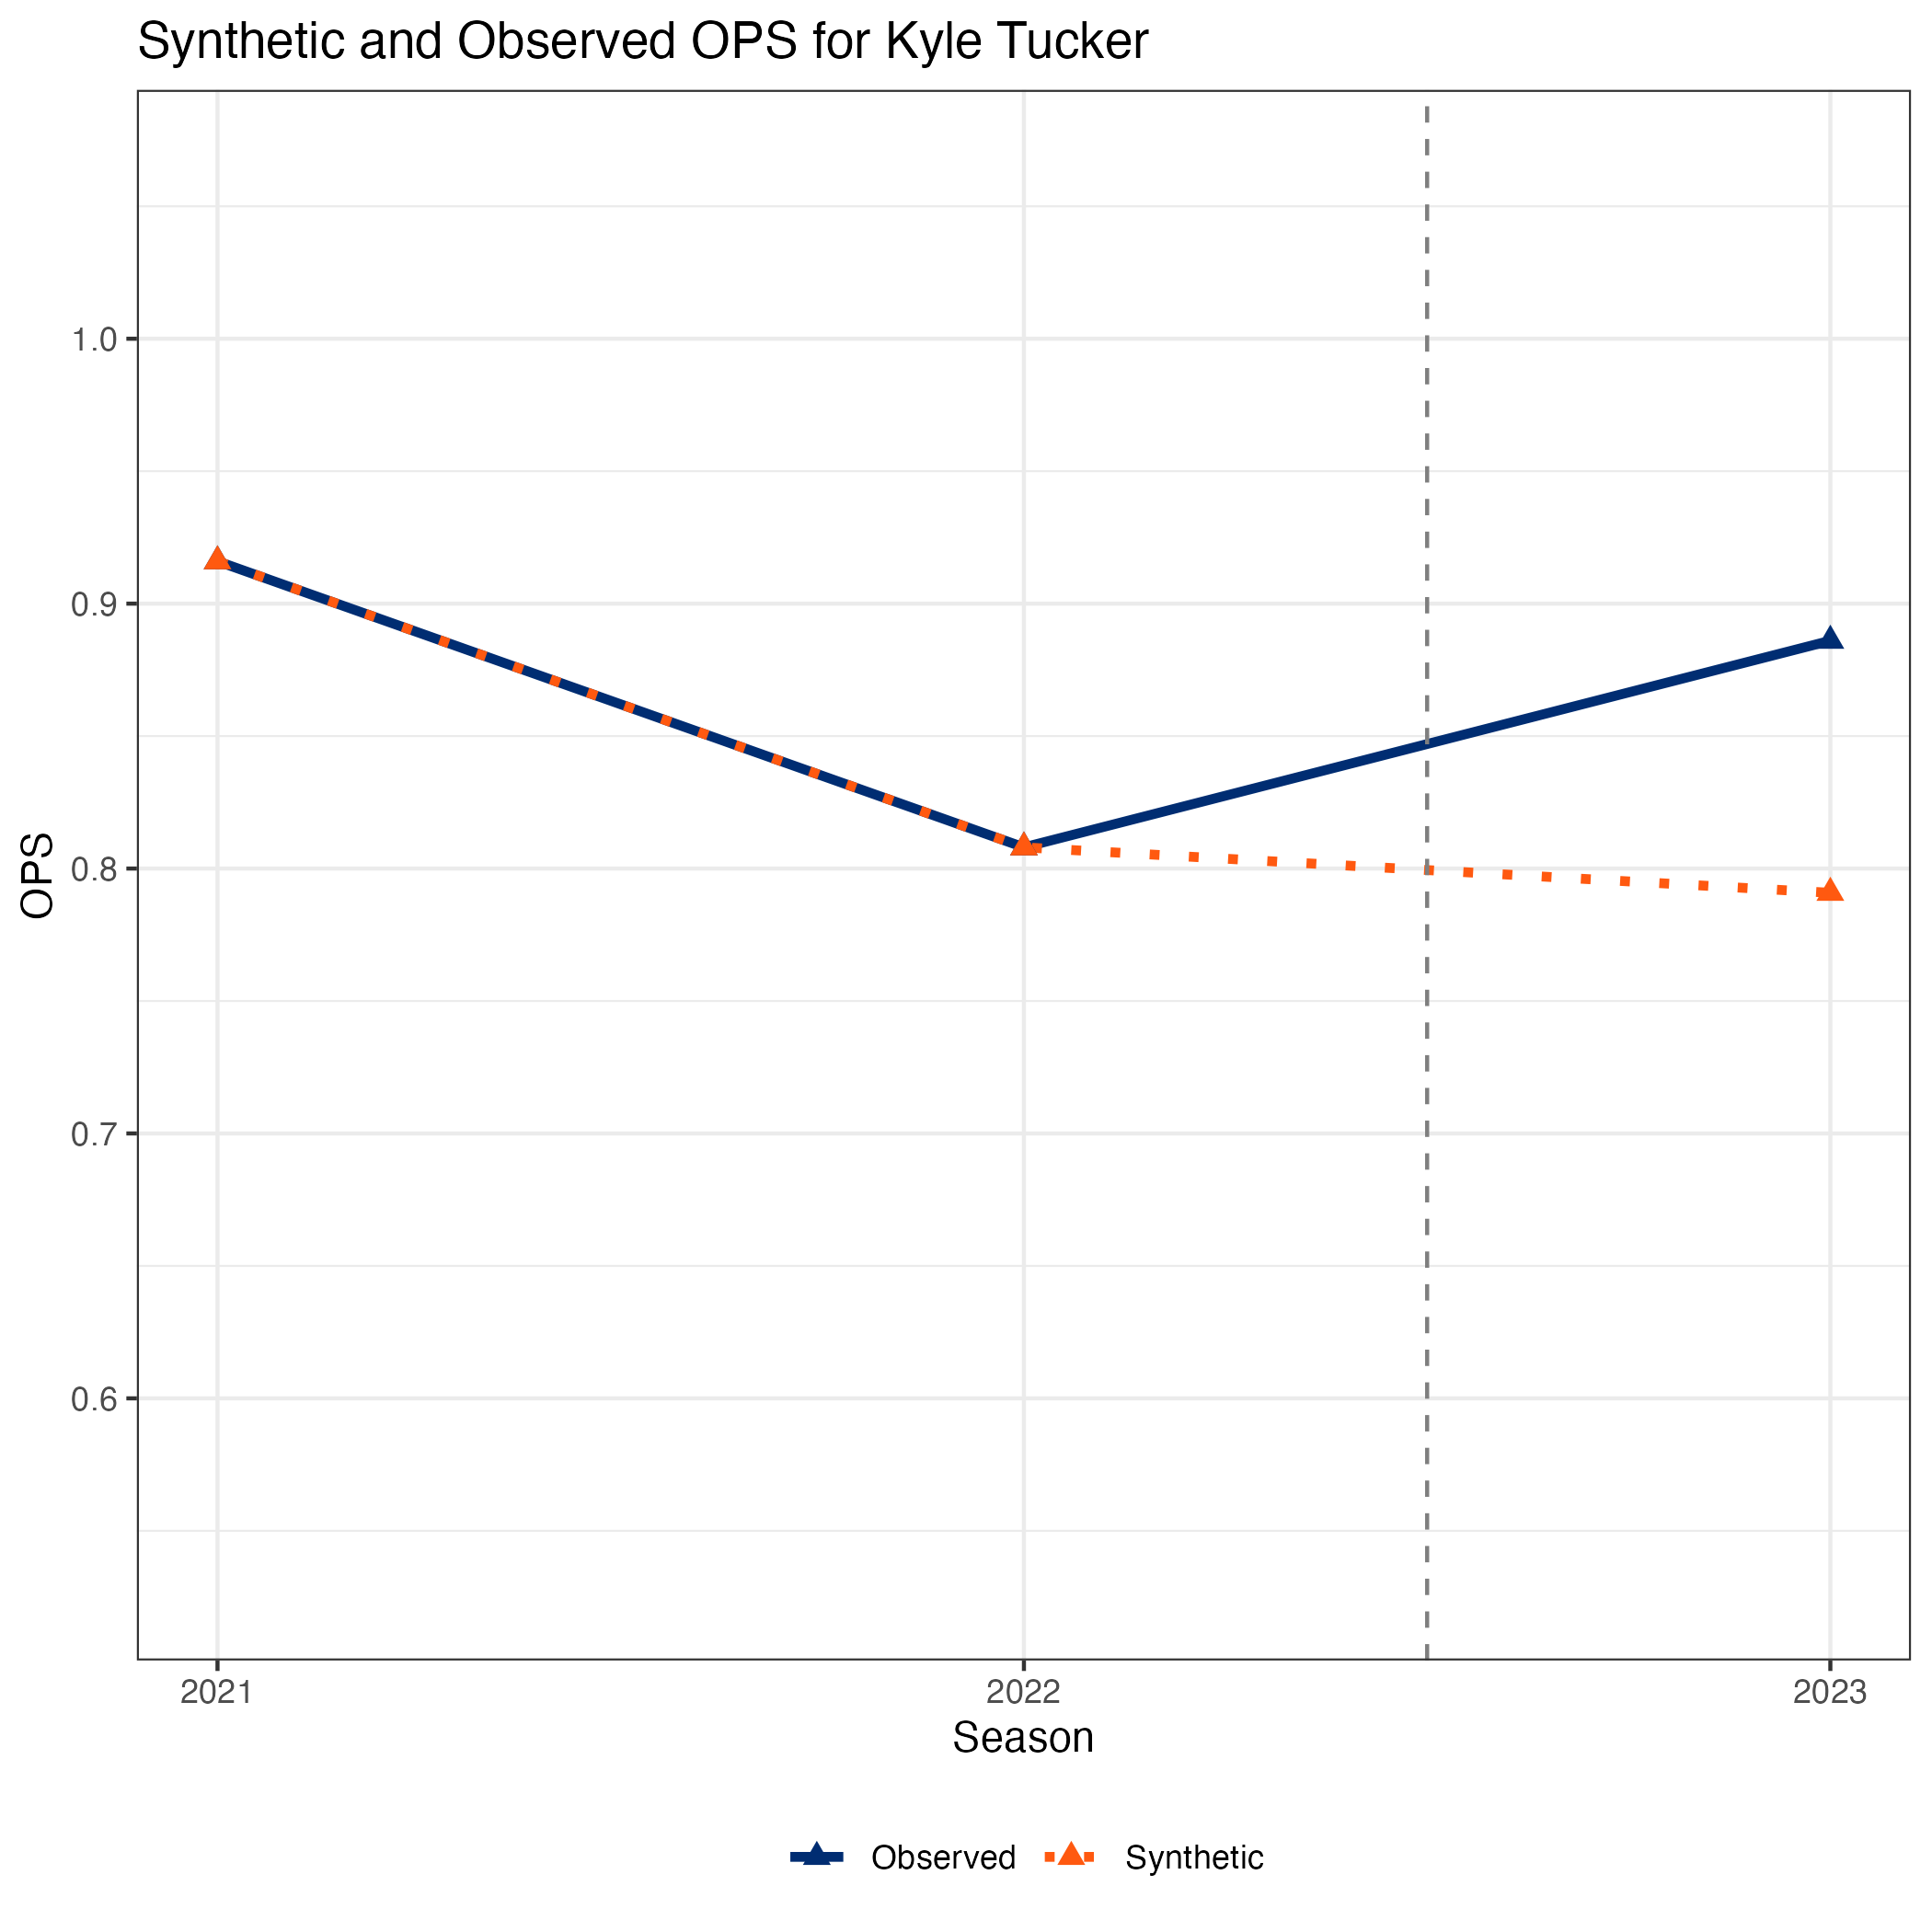 Synthetic and Observed OPS for Kyle Tucker
1.0
0.9
0.8
0.7
0.6
OPS
2021 2022 2023
Season
Observed Synthetic